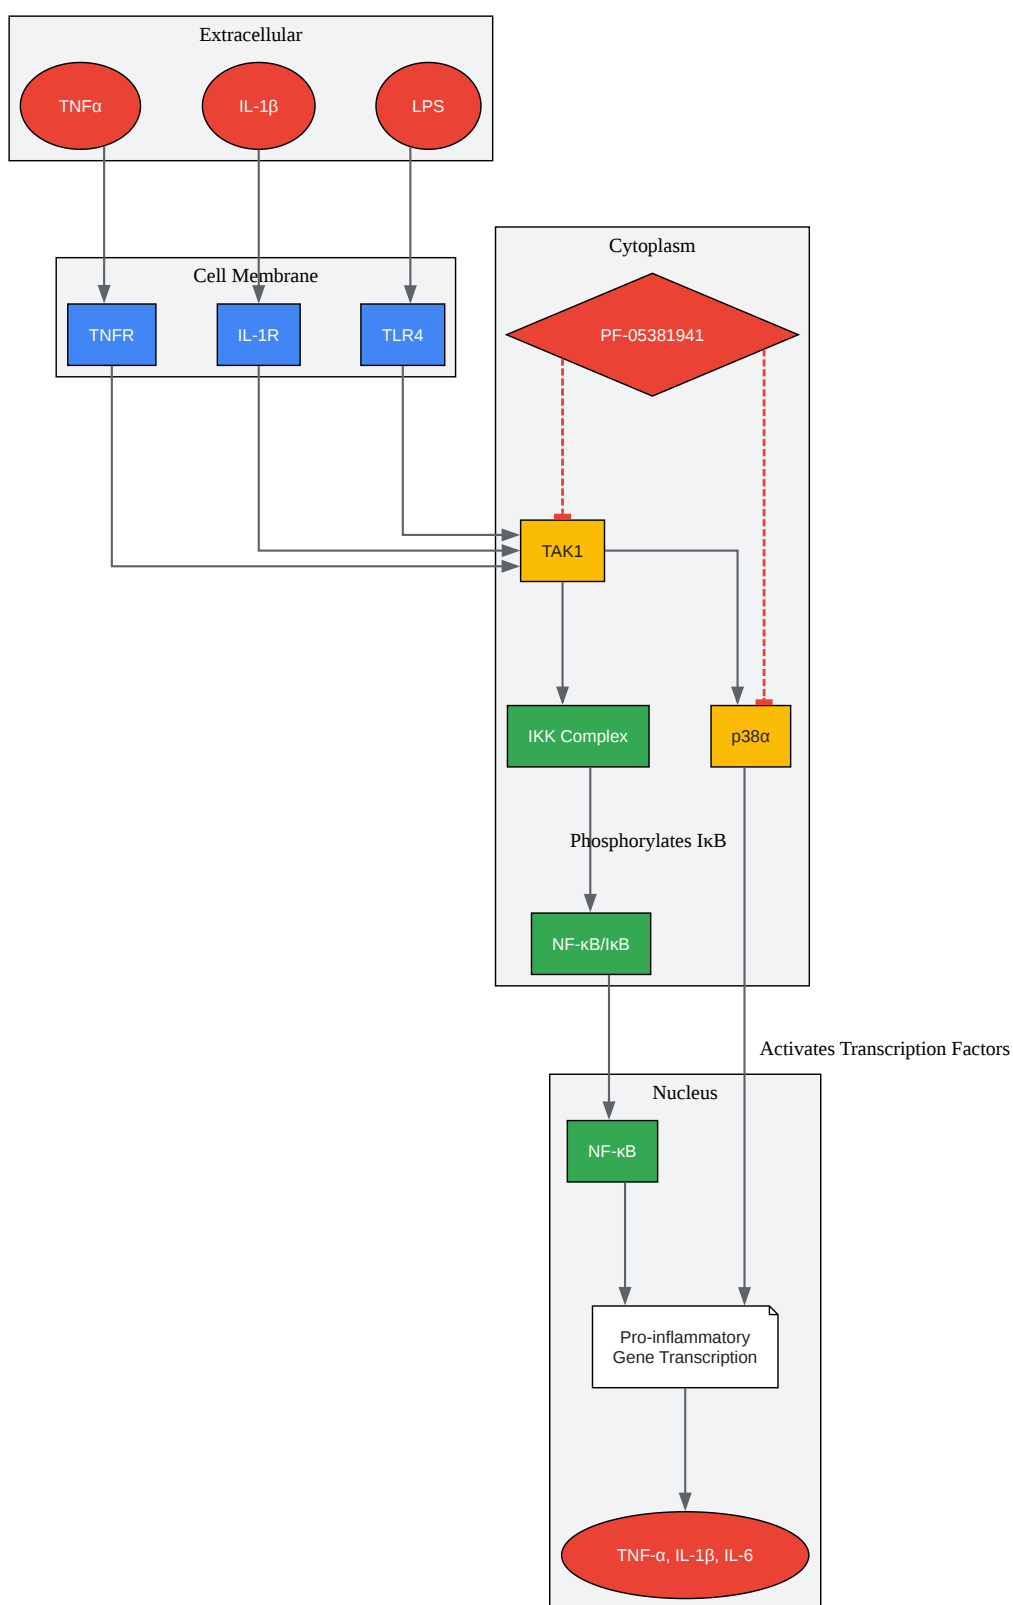 Extracellular
TNFα
IL-1β
LPS
Cell Membrane
TNFR
IL-1R
TLR4
Cytoplasm
PF-05381941
TAK1
IKK Complex
p38α
Phosphorylates IκB
NF-κB/IκB
Activates Transcription Factors
Nucleus
NF-κB
Pro-inflammatory
Gene Transcription
TNF-α, IL-1β, IL-6